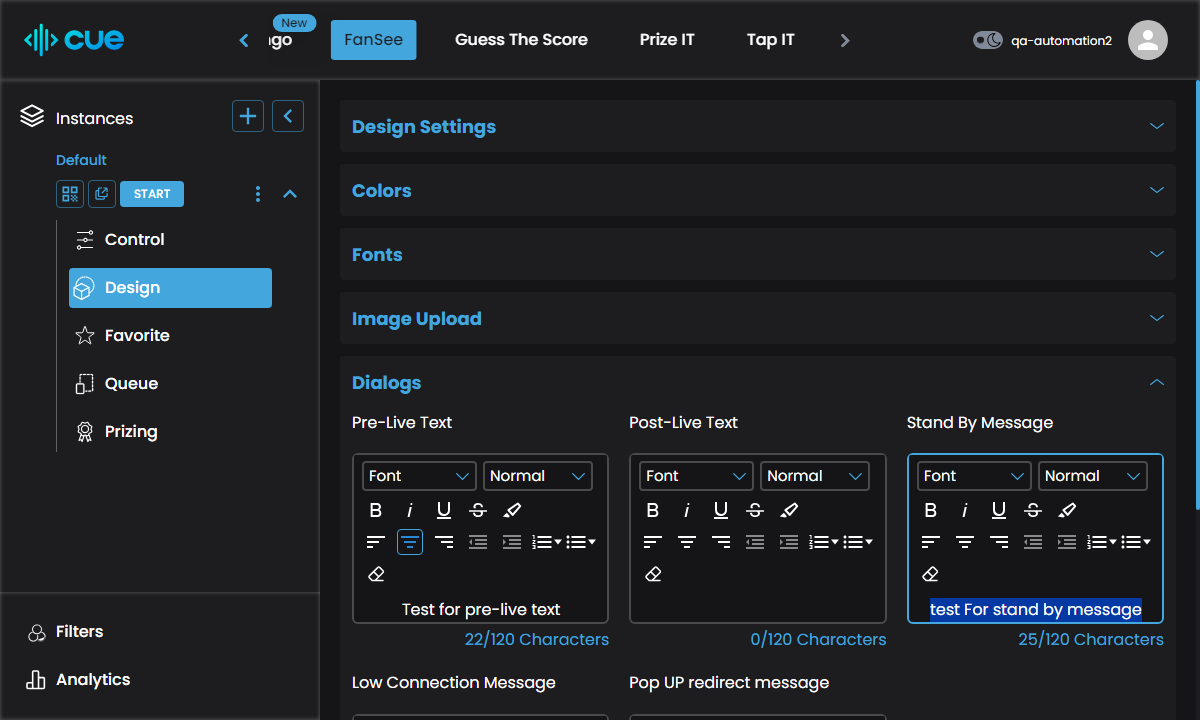 cue
New
FanSee
Guess The Score
Prize IT
Tap IT
qa-automation2
Instances
Default
START
Control
Design
Favorite
Queue
Prizing
Filters
Analytics
Design Settings
Colors
Fonts
Image Upload
Dialogs
Pre-Live Text
Post-Live Text
Stand By Message
Font Normal
Font Normal
Font Normal
B i U S
B i U S
B i U S
Test for pre-live text
test For stand by message
22/120 Characters
0/120 Characters
25/120 Characters
Low Connection Message
Pop UP redirect message